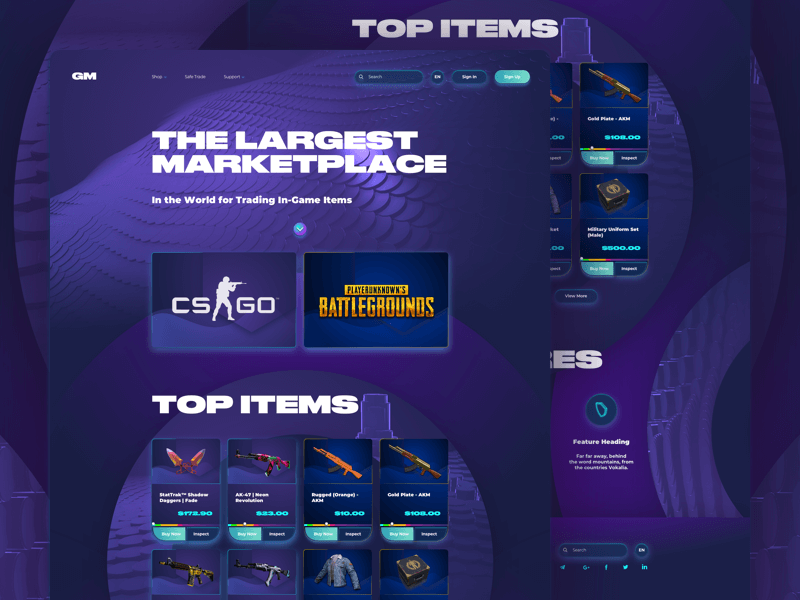 TOP ITEMS
GM
Shop
Safe Trade
Support
Search
EN
Sign In
Sign Up
THE LARGEST
MARKETPLACE
In the World for Trading In-Game Items
CS GO
PLAYERUNKNOWN'S
BATTLEGROUNDS
TOP ITEMS
StatTrak™ Shadow
Daggers | Fade
$172.90
Buy Now
Inspect
AK-47 | Neon
Revolution
$23.00
Buy Now
Inspect
Rugged (Orange) -
AKM
$10.00
Buy Now
Inspect
Gold Plate - AKM
$108.00
Buy Now
Inspect
Gold Plate - AKM
$108.00
Buy Now
Inspect
Military Uniform Set
(Male)
$500.00
Buy Now
Inspect
View More
RES
Feature Heading
Far far away, behind
the word mountains, from
the countries Vokalia.
Search
EN